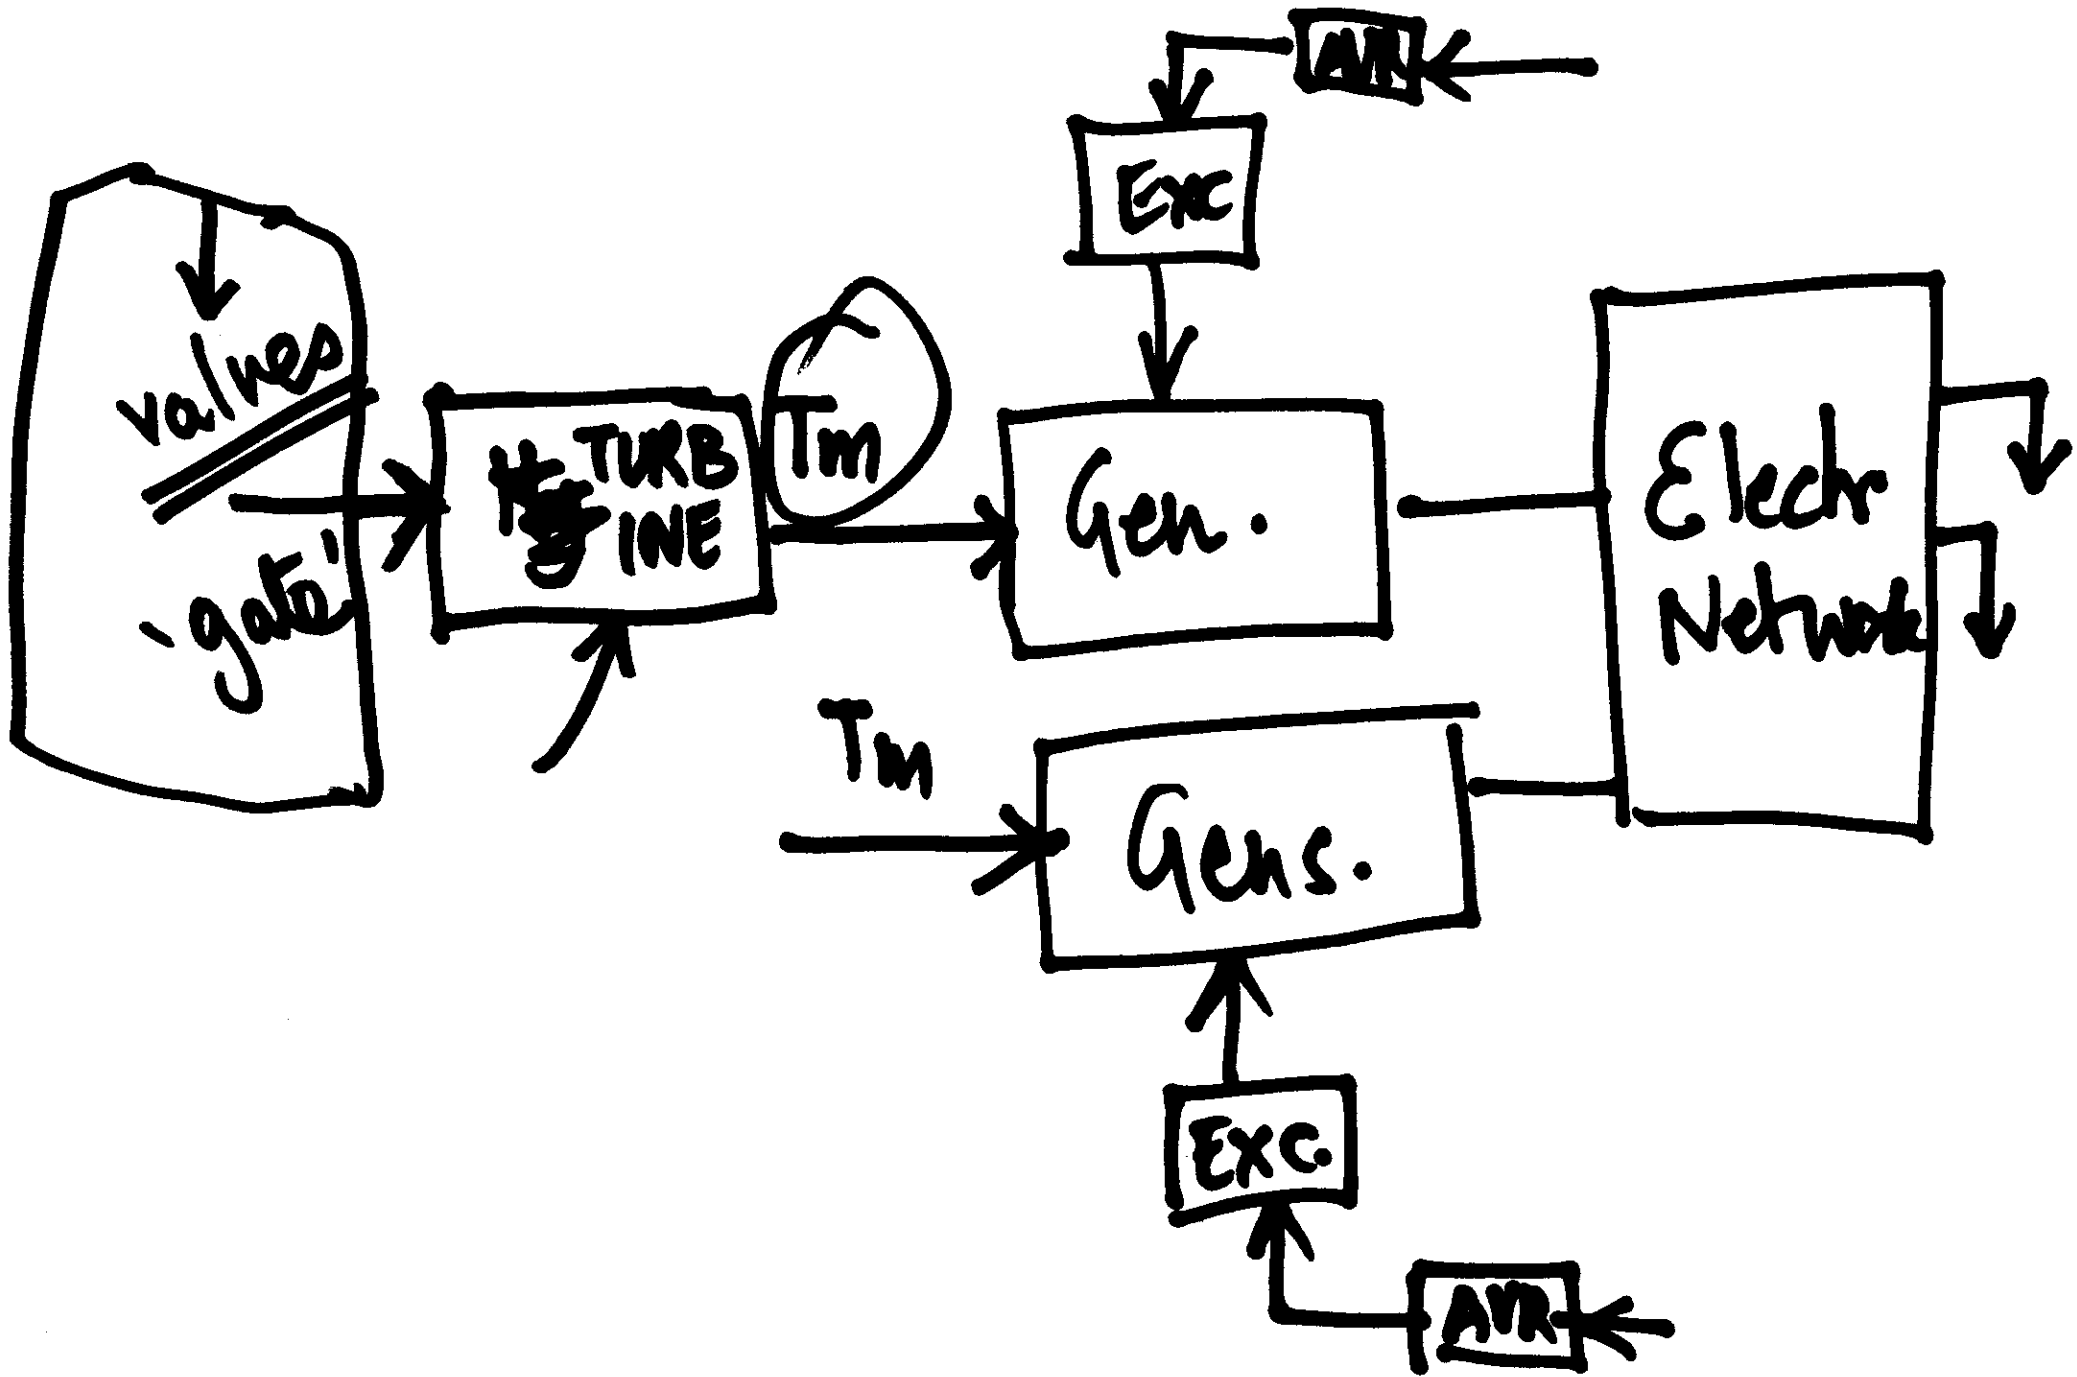 AVR
Exc
valves
Tm
TURB
INE
Gen.
Electr.
Network
'gate'
Tm
Gens.
Exc.
AVR